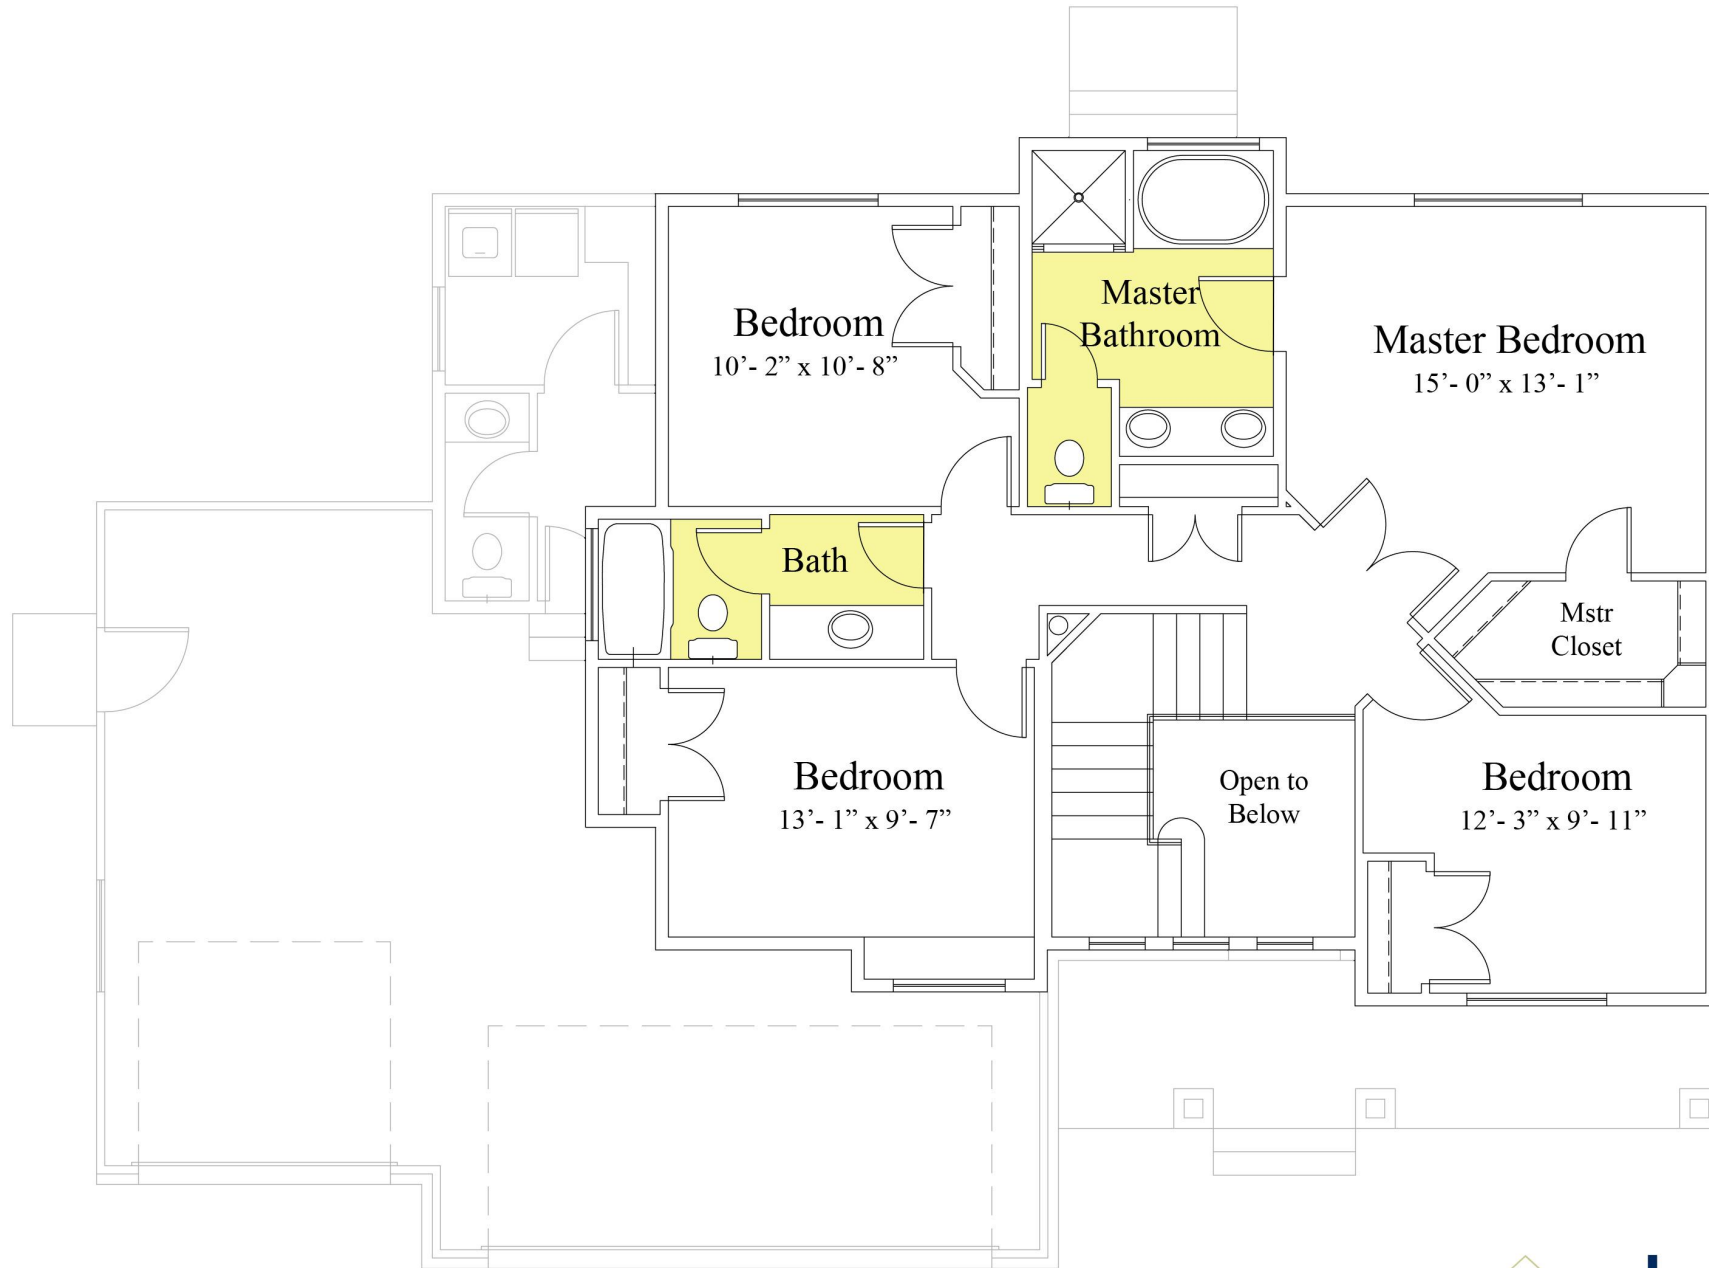 Master
Bathroom
Bedroom
10’- 2” x 10’- 8”
Master Bedroom
15’- 0” x 13’- 1”
Bath
Mstr
Closet
Bedroom
13’- 1” x 9’- 7”
Open to
Below
Bedroom
12’- 3” x 9’- 11”